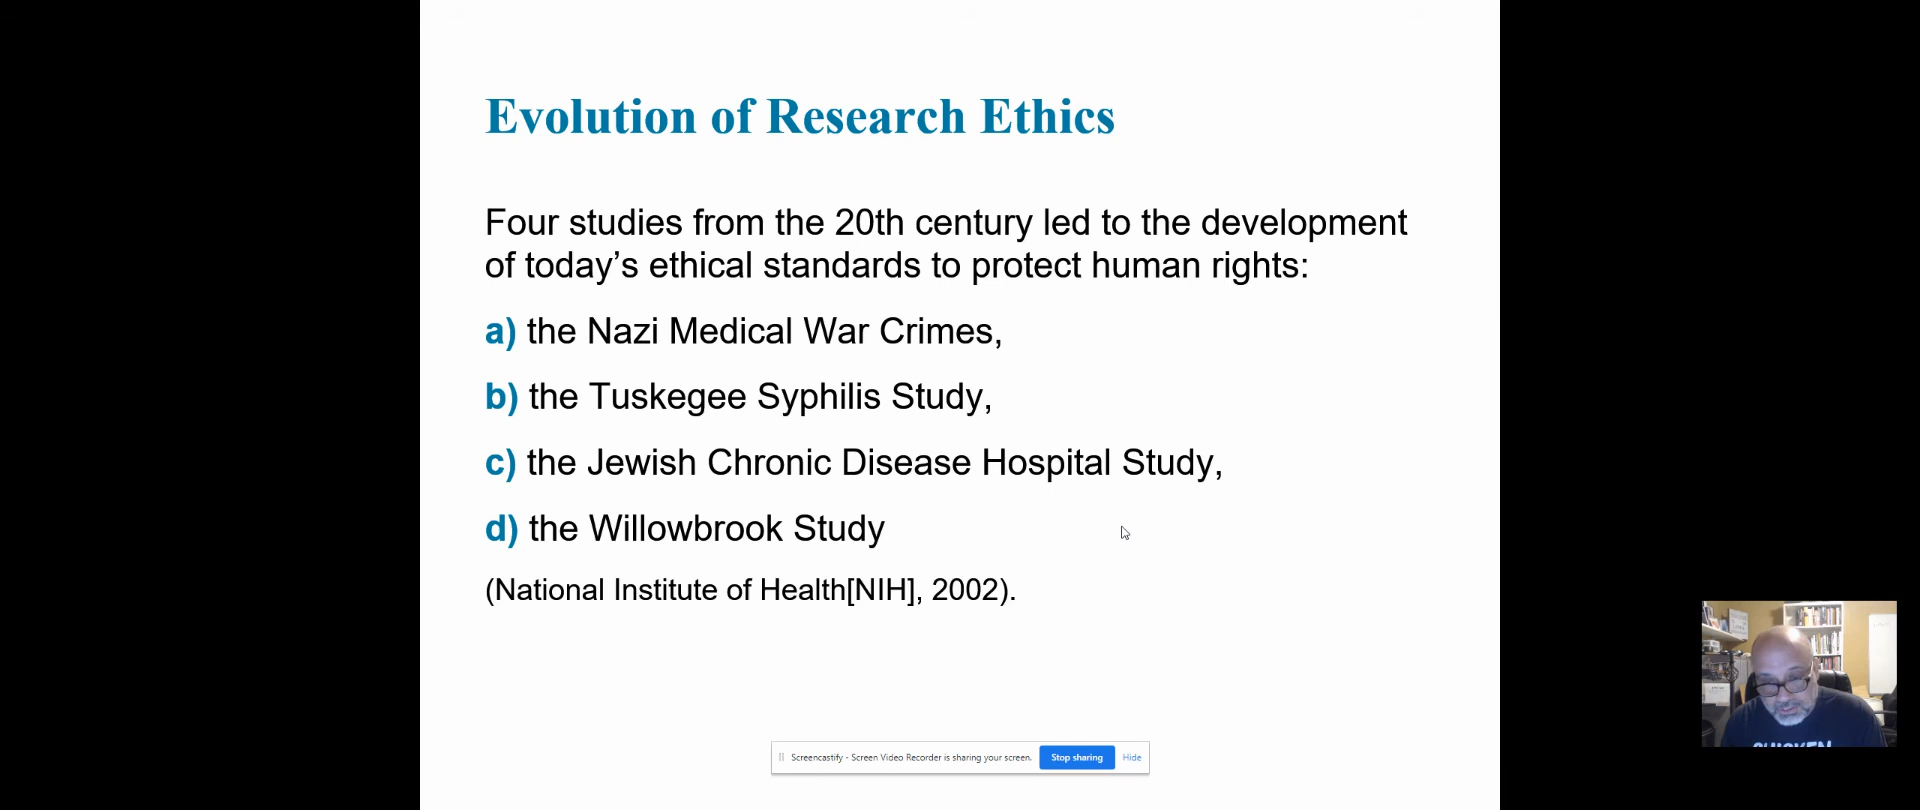 Evolution of Research Ethics
Four studies from the 20th century led to the development
of today’s ethical standards to protect human rights:
a) the Nazi Medical War Crimes,
b) the Tuskegee Syphilis Study,
c) the Jewish Chronic Disease Hospital Study,
d) the Willowbrook Study
(National Institute of Health[NIH], 2002).
Screencastify - Screen Video Recorder is sharing your screen. Stop sharing Hide
CHICKEN